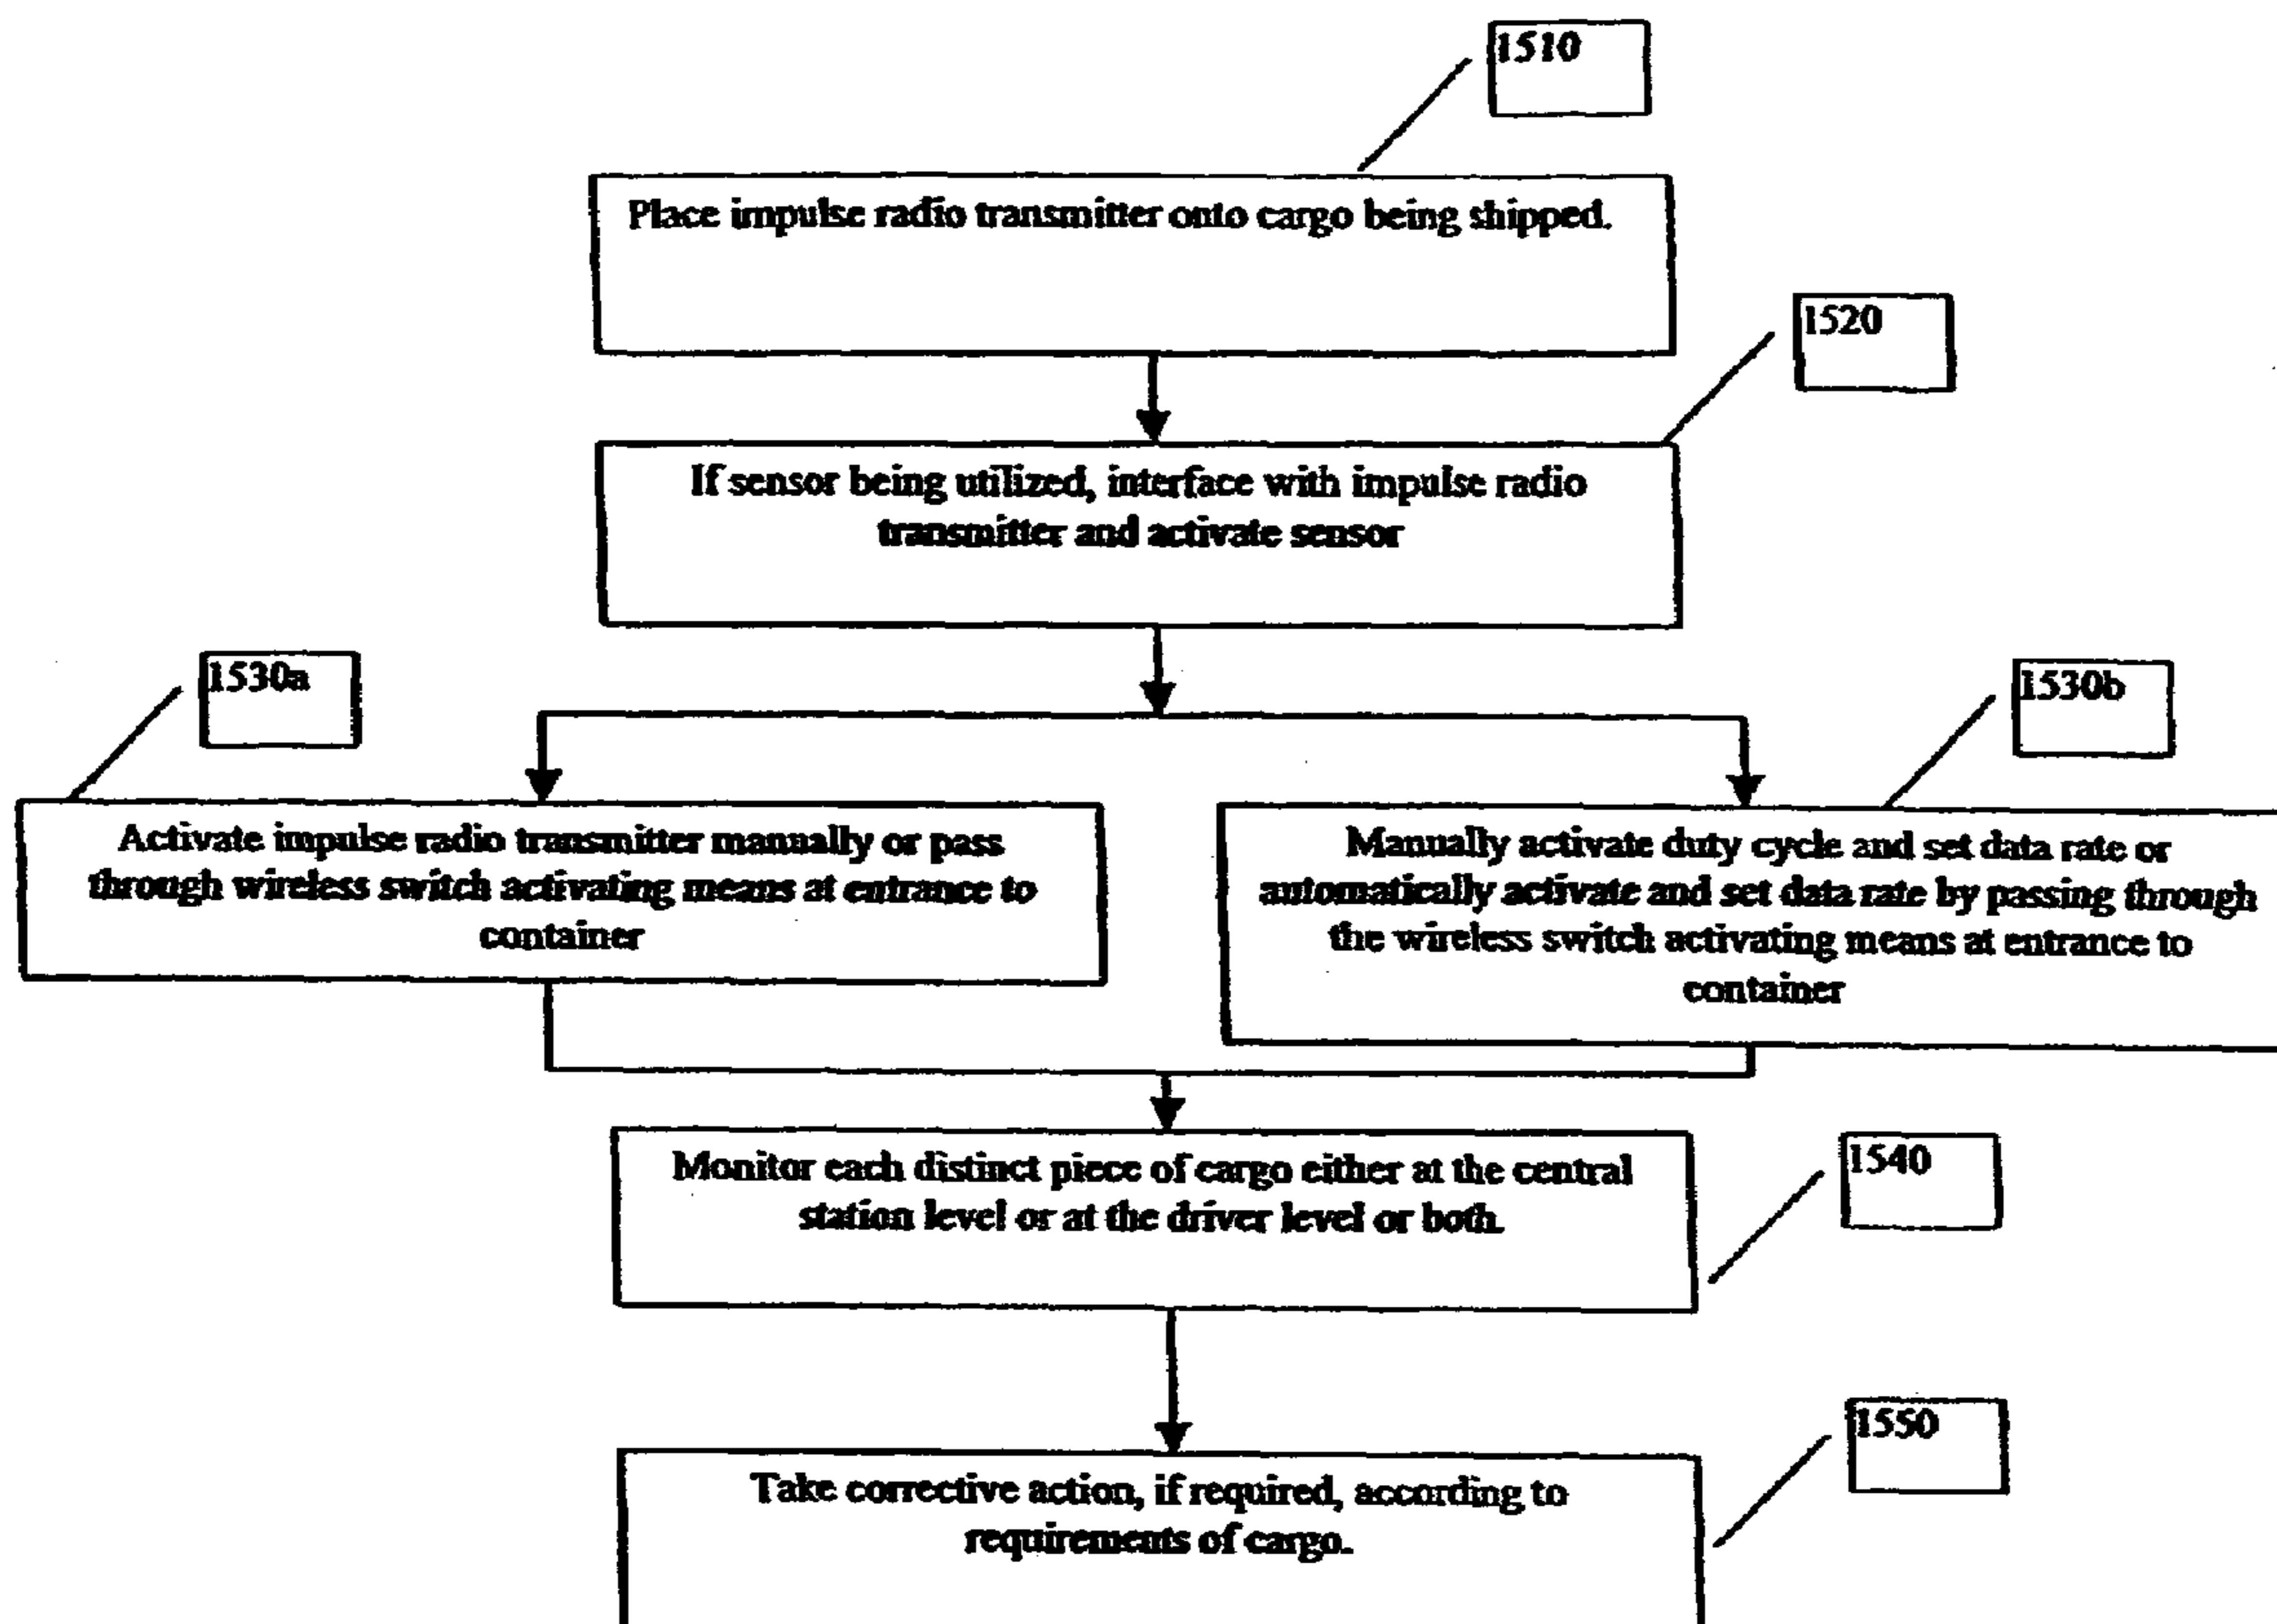 1510
Place impulse radio transmitter onto cargo being shipped.
1520
If sensor being utilized, interface with impulse radio
transmitter and activate sensor
1530a
1530b
Activate impulse radio transmitter manually or pass
through wireless switch activating means at entrance to
container
Manually activate duty cycle and set data rate or
automatically activate and set data rate by passing through
the wireless switch activating means at entrance to
container
Monitor each distinct piece of cargo either at the central
station level or at the driver level or both.
1540
1550
Take corrective action, if required, according to
requirements of cargo.